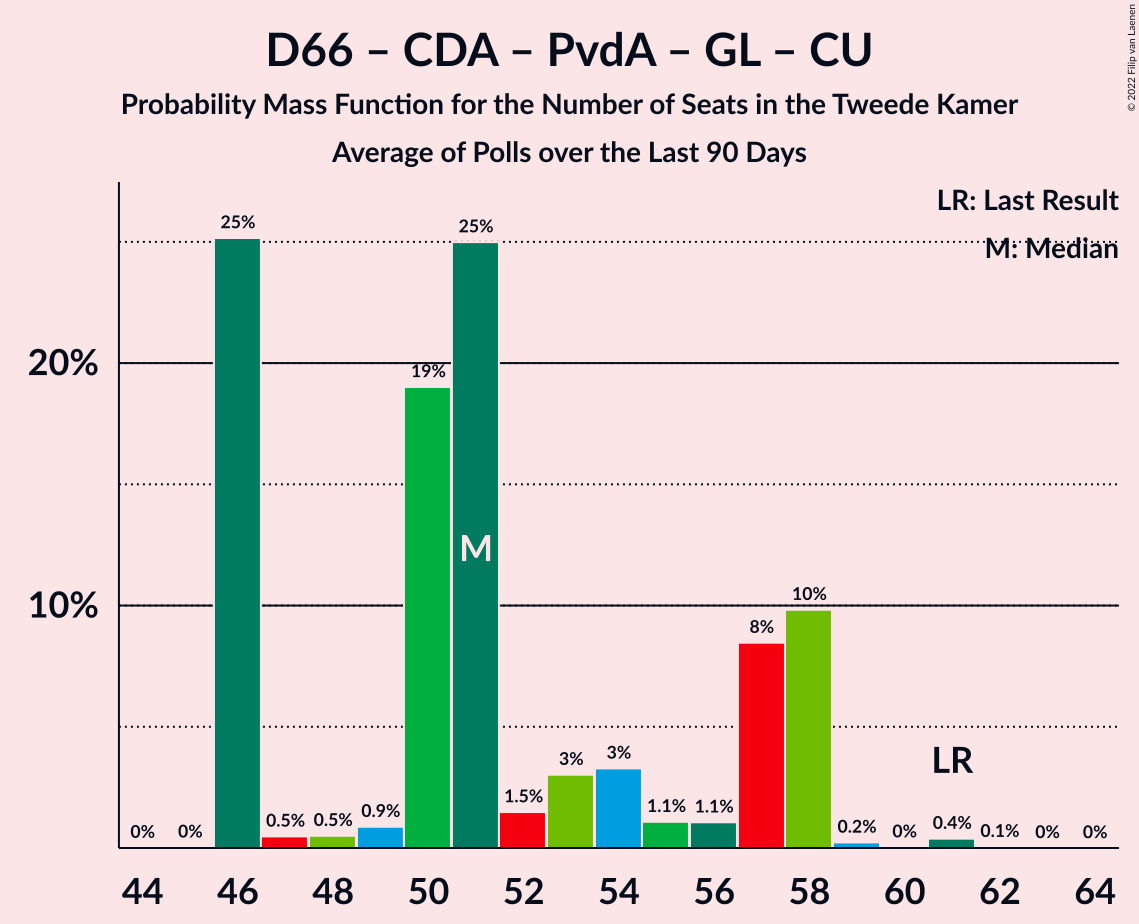 D66 – CDA – PvdA – GL – CU
Probability Mass Function for the Number of Seats in the Tweede Kamer
Average of Polls over the Last 90 Days
© 2022 Filip van Laenen
LR: Last Result
M: Median
20%
10%
0%
0%
25%
0.5%
0.5%
0.9%
19%
25%
1.5%
3%
3%
1.1%
1.1%
8%
10%
0.2%
0%
0.4%
0.1%
0%
0%
M
LR
44 46 48 50 52 54 56 58 60 62 64